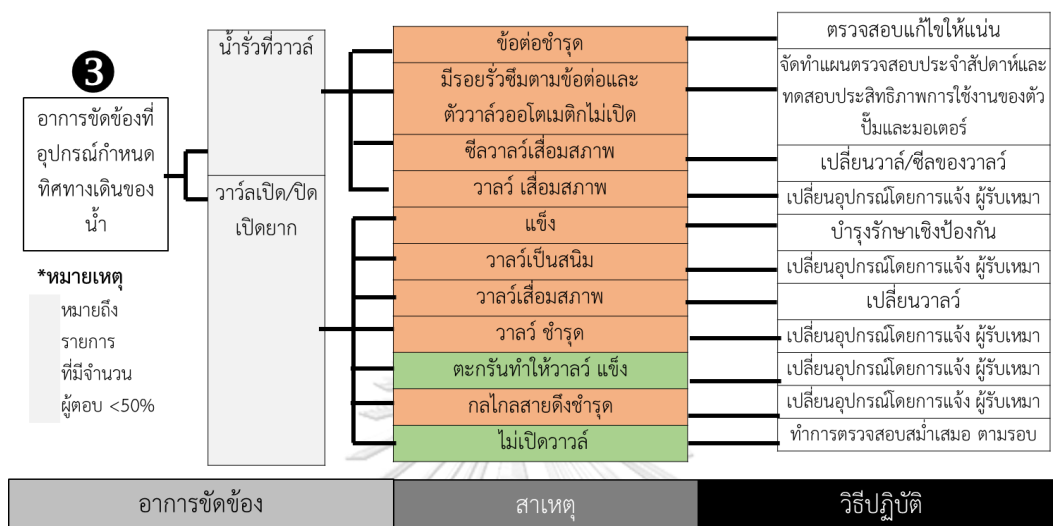 ❸
อาการขัดข้องที่
อุปกรณ์กำหนด
ทิศทางเดินของ
น้ำ
*หมายเหตุ
หมายถึง
รายการ
ที่มีจำนวน
ผู้ตอบ <50%
น้ำรั่วที่วาวล์
วาว์ลเปิด/ปิด
เปิดยาก
ข้อต่อชำรุด
มีรอยรั่วซึมตามข้อต่อและ
ตัววาล์วออโตเมติกไม่เปิด
ซีลวาลว์เสื่อมสภาพ
วาลว์ เสื่อมสภาพ
แข็ง
วาลว์เป็นสนิม
วาลว์เสื่อมสภาพ
วาลว์ ชำรุด
ตะกรันทำให้วาลว์ แข็ง
กลไกลสายดึงชำรุด
ไม่เปิดวาวล์
ตรวจสอบแก้ไขให้แน่น
จัดทำแผนตรวจสอบประจำสัปดาห์และ
ทดสอบประสิทธิภาพการใช้งานของตัว
ปั๊มและมอเตอร์
เปลี่ยนวาล์/ซีลของวาลว์
เปลี่ยนอุปกรณ์โดยการแจ้ง ผู้รับเหมา
บำรุงรักษาเชิงป้องกัน
เปลี่ยนอุปกรณ์โดยการแจ้ง ผู้รับเหมา
เปลี่ยนวาลว์
เปลี่ยนอุปกรณ์โดยการแจ้ง ผู้รับเหมา
เปลี่ยนอุปกรณ์โดยการแจ้ง ผู้รับเหมา
เปลี่ยนอุปกรณ์โดยการแจ้ง ผู้รับเหมา
ทำการตรวจสอบสม่ำเสมอ ตามรอบ
อาการขัดข้อง
สาเหตุ
วิธีปฏิบัติ